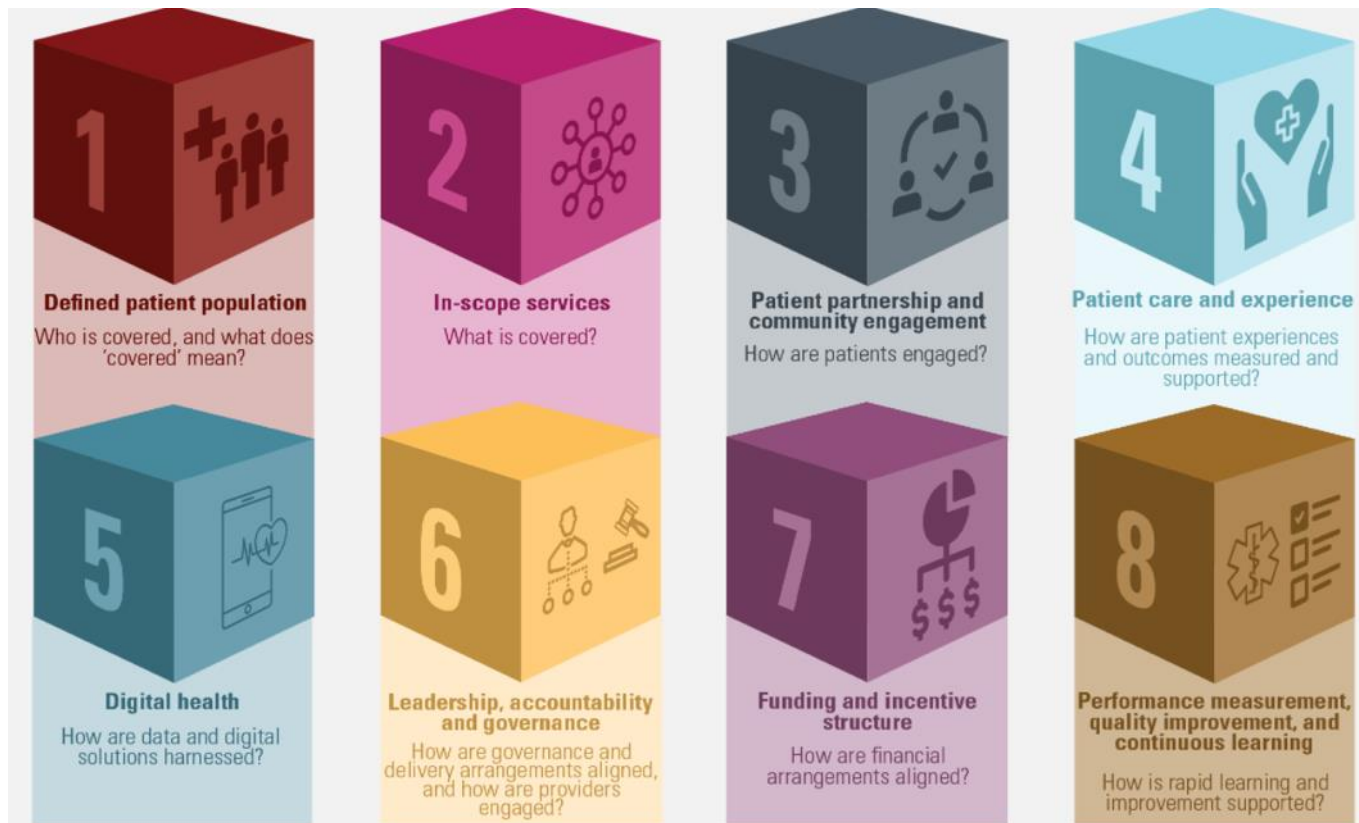 1
Defined patient population
Who is covered, and what does
'covered' mean?
2
In-scope services
What is covered?
3
Patient partnership and
community engagement
How are patients engaged?
4
Patient care and experience
How are patient experiences
and outcomes measured and
supported?
5
Digital health
How are data and digital
solutions harnessed?
6
Leadership, accountability
and governance
How are governance and
delivery arrangements aligned,
and how are providers
engaged?
7
$ $ $
Funding and incentive
structure
How are financial
arrangements aligned?
8
Performance measurement,
quality improvement, and
continuous learning
How is rapid learning and
improvement supported?